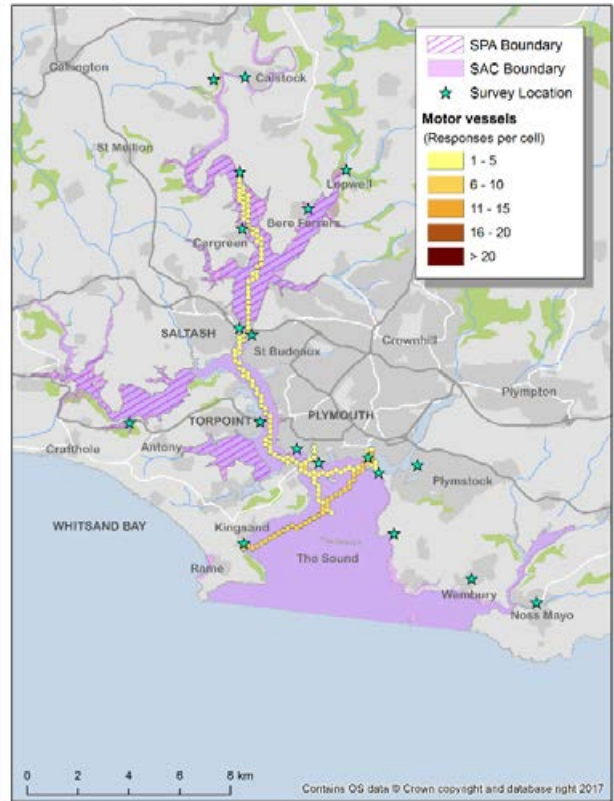 SPA Boundary
SAC Boundary
Survey Location
Motor vessels
(Responses per cell)
1 - 5
6 - 10
11 - 15
16 - 20
> 20
Callington
Calstock
St Mellion
Lopwell
Bere Ferrers
Cargreen
SALTASH
St Budeaux
Crownhill
Plympton
TORPOINT
PLYMOUTH
Crafthole
Antony
Plymstock
WHITSAND BAY
Kingsand
The Sound
Rame
Wembury
Noss Mayo
0 2 4 6 8 km
Contains OS data © Crown copyright and database right 2017